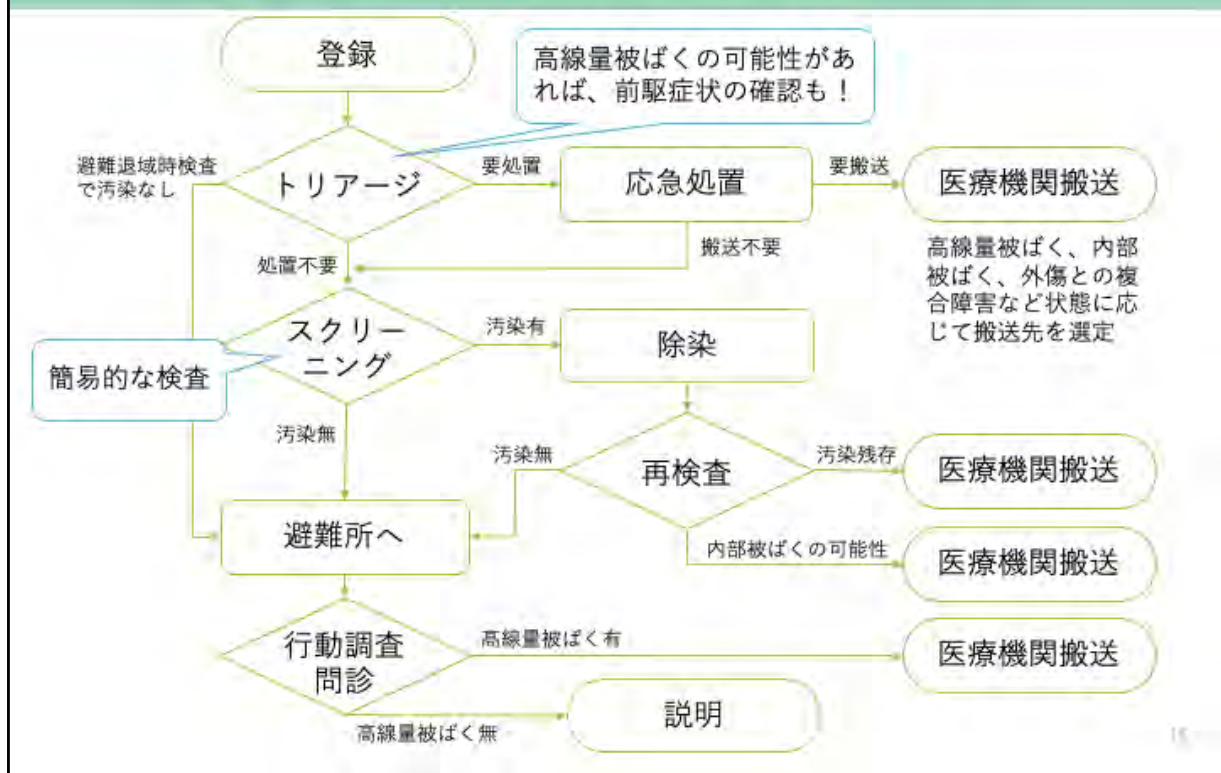 登録
高線量被ばくの可能性があ
れば、前駆症状の確認も！
避難退域時検査
で汚染なし
トリアージ
要処置
応急処置
要搬送
医療機関搬送
高線量被ばく、内部
被ばく、外傷との複
合障害など状態に応
じて搬送先を選定
処置不要
搬送不要
スクリー
ニング
汚染有
除染
簡易的な検査
汚染無
汚染無
再検査
汚染残存
医療機関搬送
避難所へ
内部被ばくの可能性
医療機関搬送
行動調査
問診
高線量被ばく有
医療機関搬送
高線量被ばく無
説明